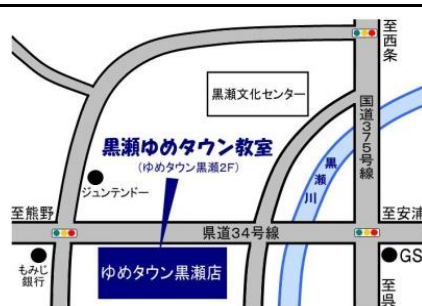 至西条
黒瀬文化センター
国道375号線
黒瀬ゆめタウン教室
(ゆめタウン黒瀬2F)
黒瀬川
ジュンテンドー
至熊野
県道34号線
至安浦
もみじ
銀行
ゆめタウン黒瀬店
GS
至呉